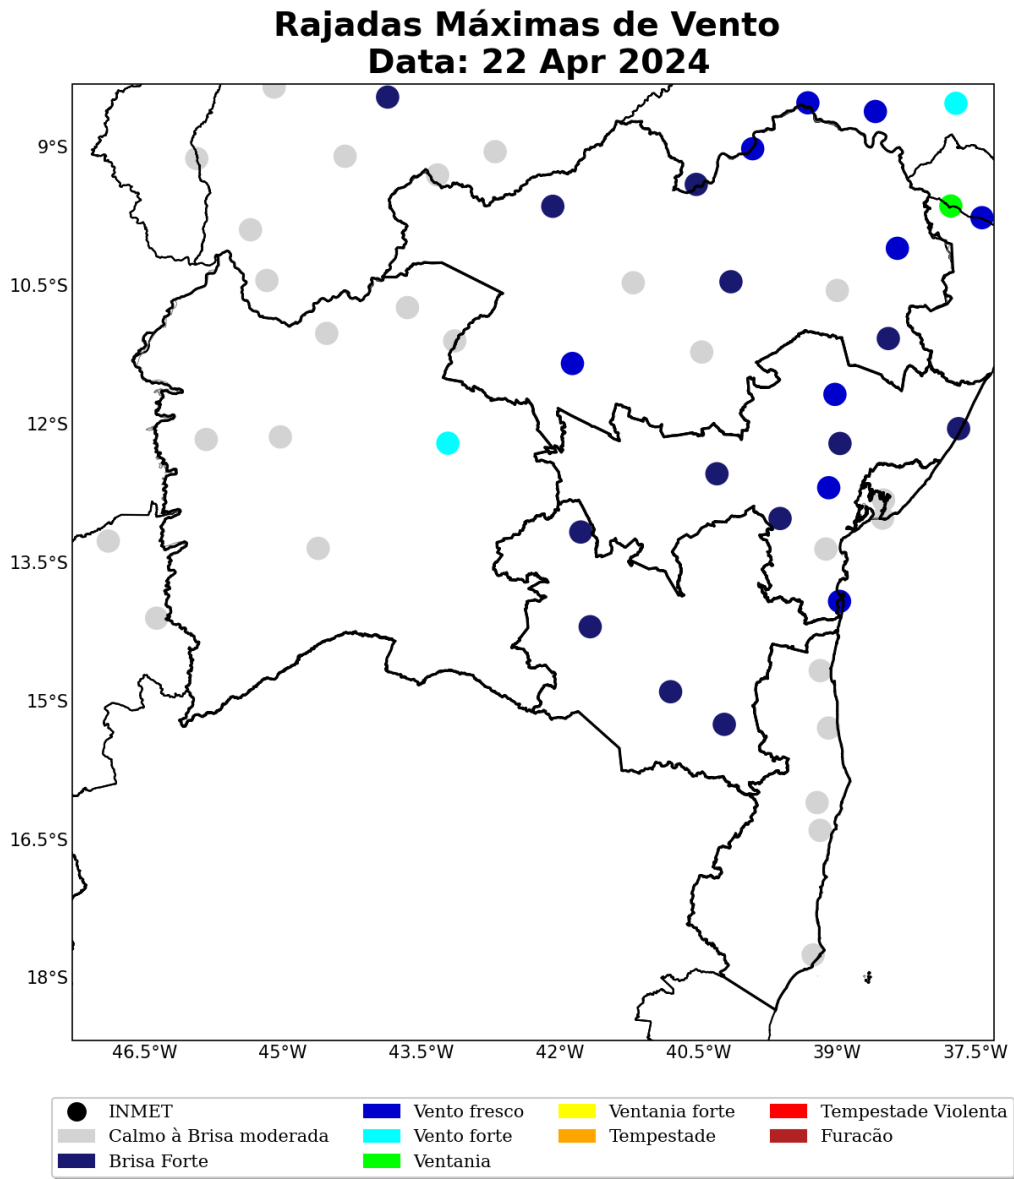 Rajadas Máximas de Vento
Data: 22 Apr 2024
9°S
10.5°S
12°S
13.5°S
15°S
16.5°S
18°S
46.5°W 45°W 43.5°W 42°W 40.5°W 39°W 37.5°W
INMET
Calmo à Brisa moderada
Brisa Forte
Vento fresco
Vento forte
Ventania
Ventania forte
Tempestade
Tempestade Violenta
Furacão